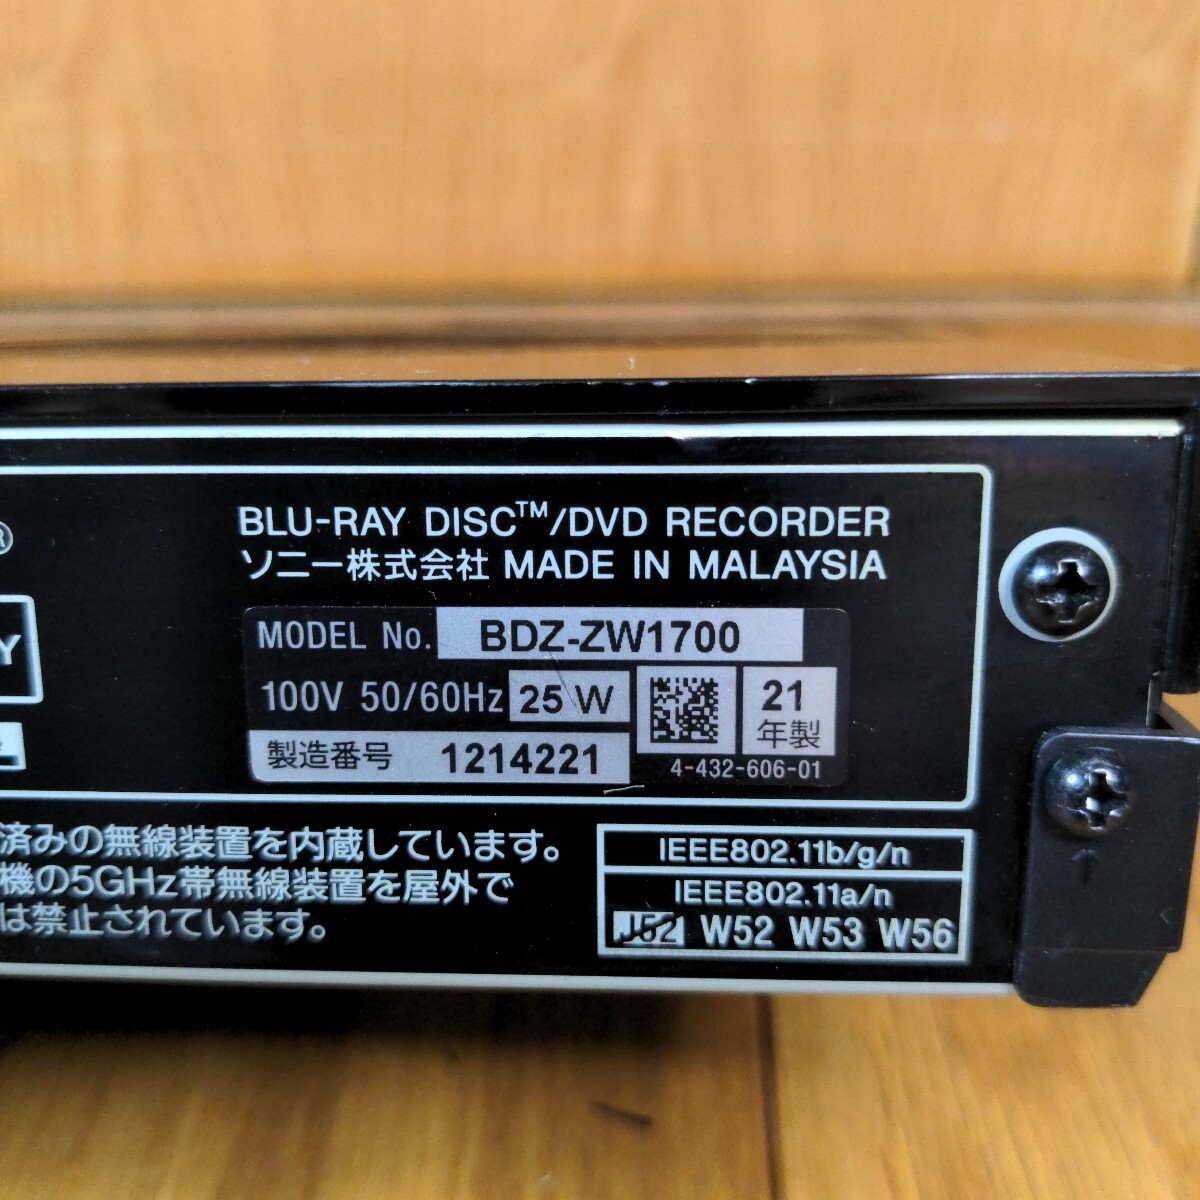 ®
BLU-RAY DISC™/DVD RECORDER
ソニー株式会社 MADE IN MALAYSIA
Y
MODEL No. BDZ-ZW1700
100V 50/60Hz 25 W
21
年製
製造番号 1214221
4-432-606-01
済みの無線装置を内蔵しています。
機の5GHz帯無線装置を屋外で
は禁止されています。
IEEE802.11b/g/n
IEEE802.11a/n
J52 W52 W53 W56
↑